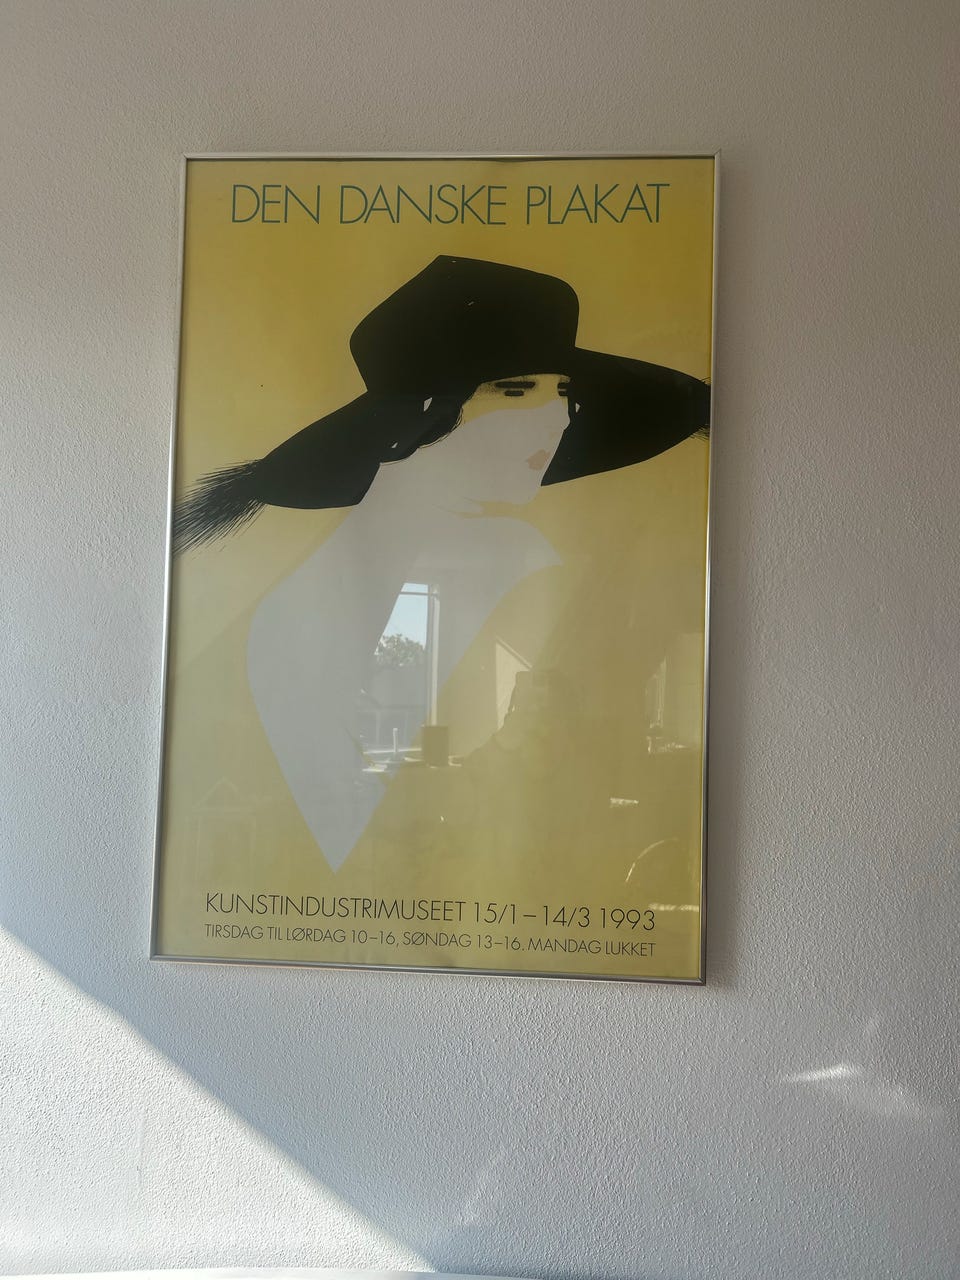 DEN DANSKE PLAKAT
KUNSTINDUSTRIMUSEET 15/1 – 14/3 1993
TIRSDAG TIL LØRDAG 10–16, SØNDAG 13–16. MANDAG LUKKET